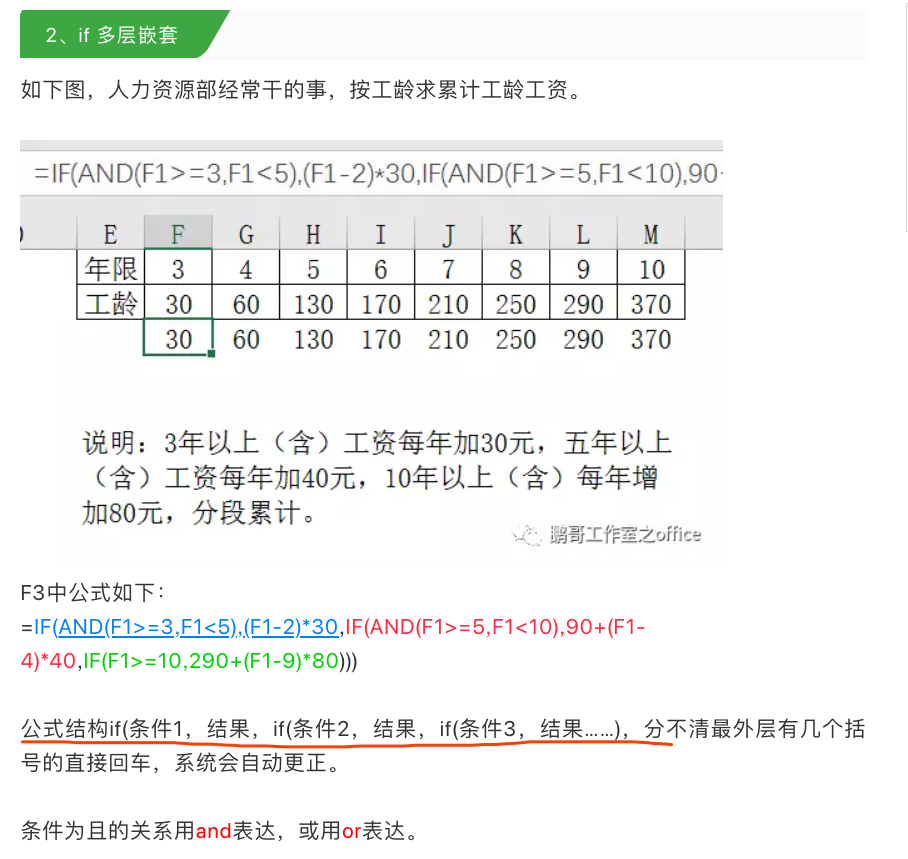 2、if 多层嵌套
如下图，人力资源部经常干的事，按工龄求累计工龄工资。
=IF(AND(F1>=3,F1<5),(F1-2)*30,IF(AND(F1>=5,F1<10),90
E F G H I J K L M
年限 3 4 5 6 7 8 9 10
工龄 30 60 130 170 210 250 290 370
30 60 130 170 210 250 290 370
说明：3年以上（含）工资每年加30元，五年以上
（含）工资每年加40元，10年以上（含）每年增
加80元，分段累计。
鹏哥工作室之office
F3中公式如下：
=IF(AND(F1>=3,F1<5),(F1-2)*30,IF(AND(F1>=5,F1<10),90+(F1-
4)*40,IF(F1>=10,290+(F1-9)*80)))
公式结构if(条件1，结果，if(条件2，结果，if(条件3，结果……)，分不清最外层有几个括
号的直接回车，系统会自动更正。
条件为且的关系用and表达，或用or表达。